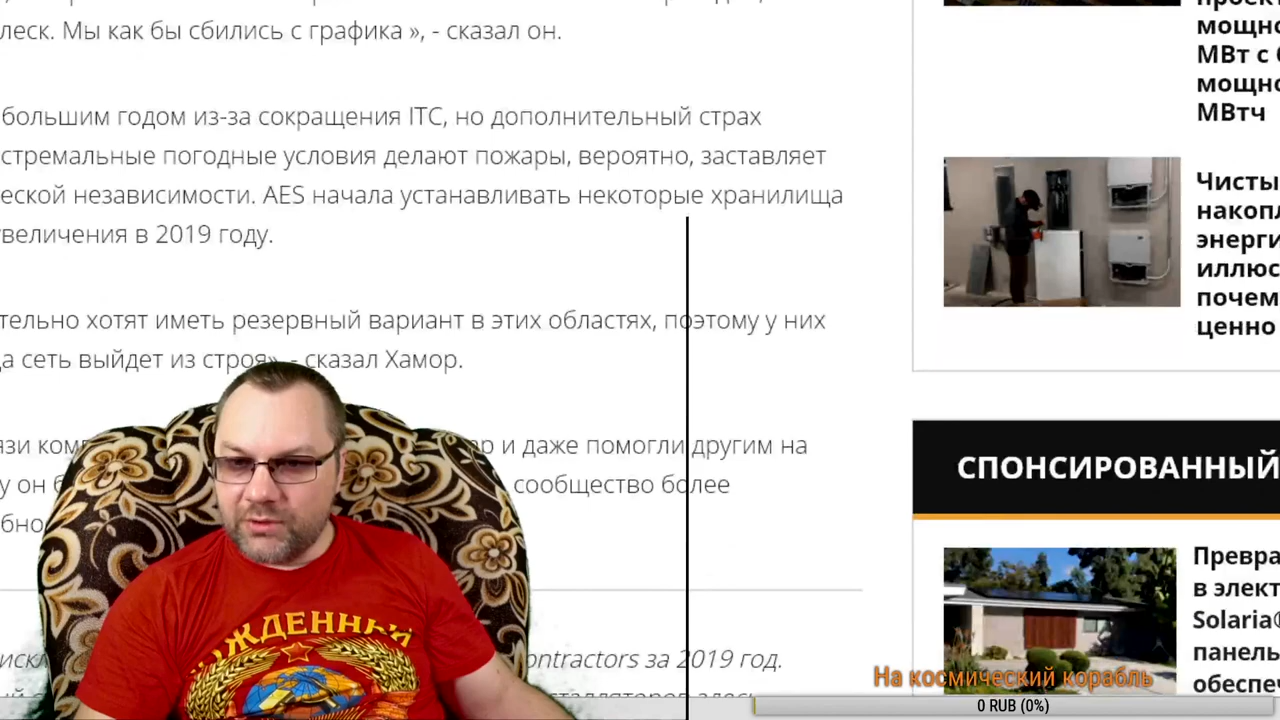 леск. Мы как бы сбились с графика », - сказал он.
большим годом из-за сокращения ITC, но дополнительный страх
стремальные погодные условия делают пожары, вероятно, заставляет
еской независимости. AES начала устанавливать некоторые хранилища
величения в 2019 году.
тельно хотят иметь резервный вариант в этих областях, поэтому у них
а сеть выйдет из строя», - сказал Хамор.
язи ком
ар и даже помогли другим на
у он б
сообщество более
бно
иск
ontractors за 2019 год.
мощно
МВт с
мощно
МВтч
Чисты
накопл
энерги
иллюс
почем
ценно
СПОНСИРОВАННЫЙ
Превра
в элект
Solaria®
панель
обеспеч
ОЖДЕННЫЙ
На космический корабль
0 RUB (0%)